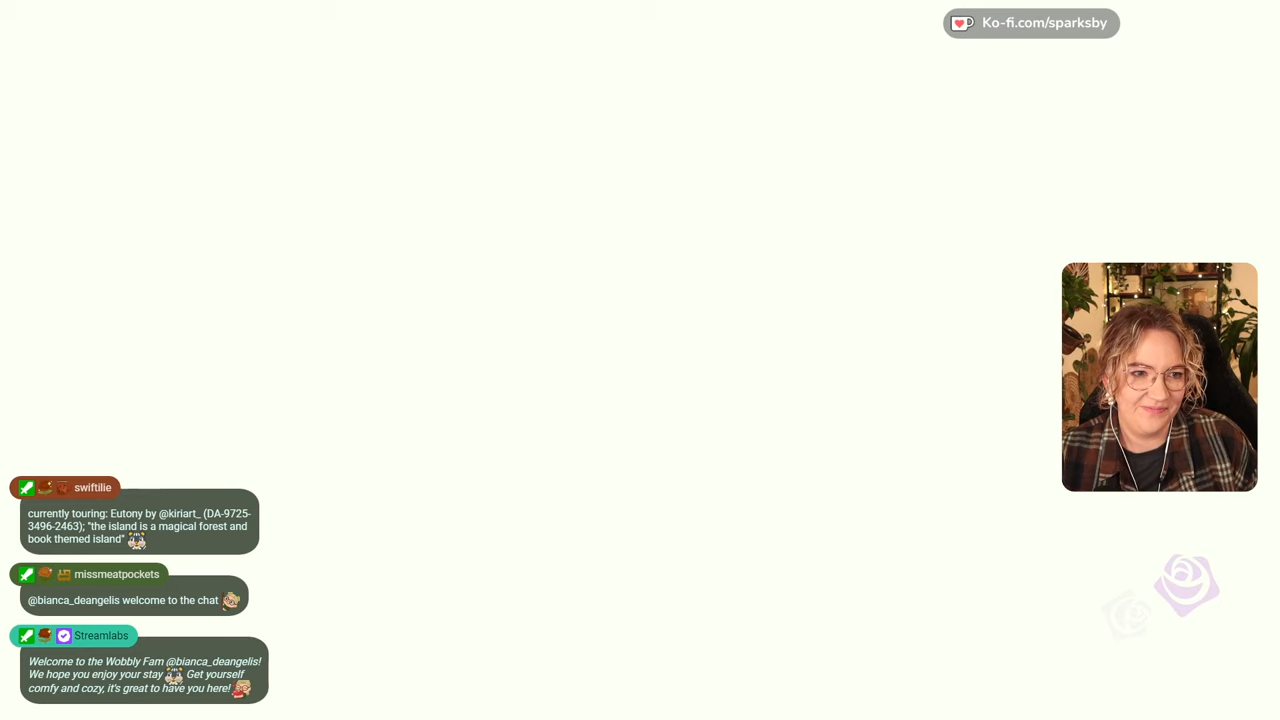 Ko-fi.com/sparksby
swiftilie
currently touring: Eutony by @kiriart_ (DA-9725-
3496-2463); "the island is a magical forest and
book themed island"
missmeatpockets
@bianca_deangelis welcome to the chat
Streamlabs
Welcome to the Wobbly Fam @bianca_deangelis!
We hope you enjoy your stay Get yourself
comfy and cozy, it's great to have you here!